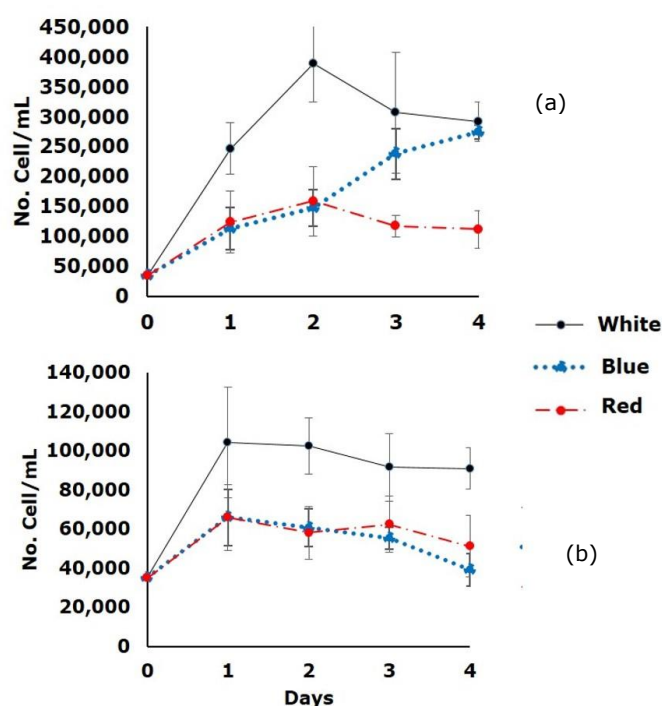 450,000
400,000
350,000
300,000
250,000
200,000
150,000
100,000
50,000
0
No. Cell/mL
0 1 2 3 4
(a)
White
Blue
Red
140,000
120,000
100,000
80,000
60,000
40,000
20,000
0
No. Cell/mL
0 1 2 3 4
Days
(b)